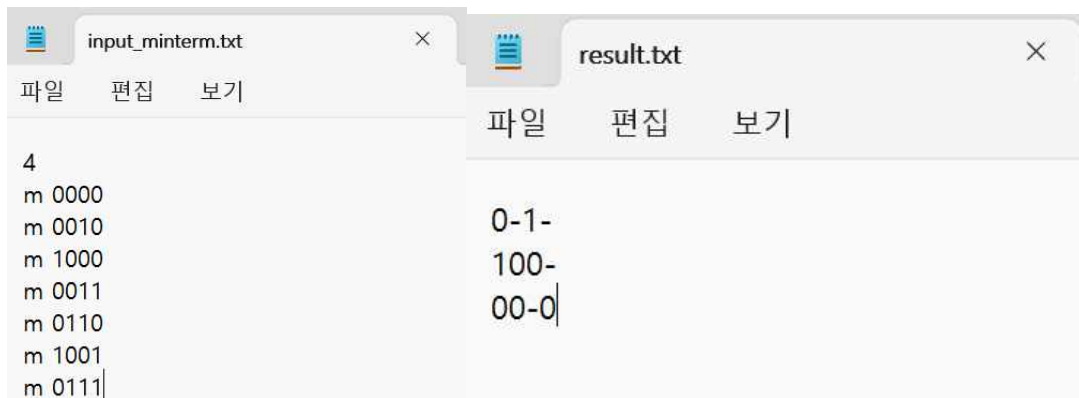 input_minterm.txt
파일 편집 보기
4
m 0000
m 0010
m 1000
m 0011
m 0110
m 1001
m 0111
result.txt
파일 편집 보기
0-1-
100-
00-0